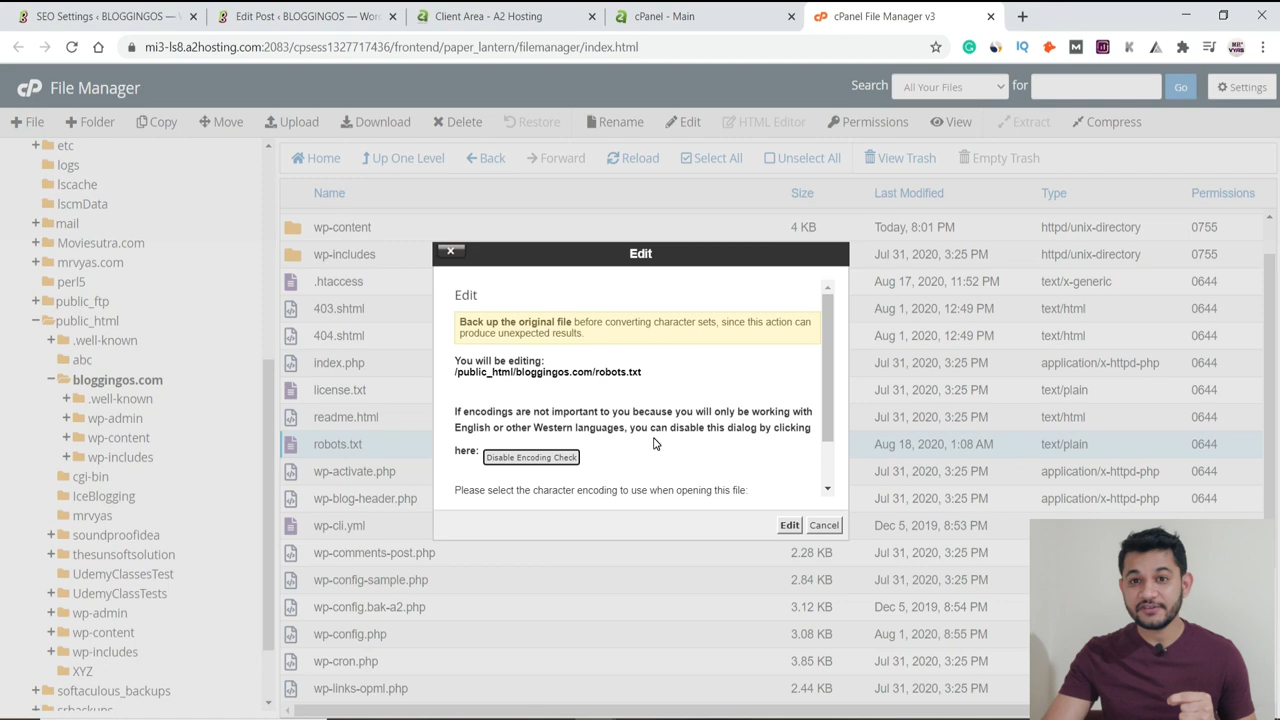 SEO Settings ‹ BLOGGINGOS — W
Edit Post ‹ BLOGGINGOS — Wor
Client Area - A2 Hosting
cPanel - Main
cPanel File Manager v3
mi3-ls8.a2hosting.com:2083/cpsess1327717436/frontend/paper_lantern/filemanager/index.html
File Manager
Search
All Your Files
for
Go
Settings
File
Folder
Copy
Move
Upload
Download
Delete
Restore
Rename
Edit
HTML Editor
Permissions
View
Extract
Compress
Home
Up One Level
Back
Forward
Reload
Select All
Unselect All
View Trash
Empty Trash
etc
logs
lscache
lscmData
mail
Moviesutra.com
mrvyas.com
perl5
public_ftp
public_html
.well-known
abc
bloggingos.com
.well-known
wp-admin
wp-content
wp-includes
cgi-bin
IceBlogging
mrvyas
soundproofidea
thesunsoftsolution
UdemyClassesTest
UdemyClassTests
wp-admin
wp-content
wp-includes
XYZ
softaculous_backups
Name Size Last Modified Type Permissions
wp-content 4 KB Today, 8:01 PM httpd/unix-directory 0755
wp-includes Jul 31, 2020, 3:25 PM httpd/unix-directory 0755
.htaccess Aug 17, 2020, 11:52 PM text/x-generic 0644
403.shtml Aug 1, 2020, 12:49 PM text/html 0644
404.shtml Aug 1, 2020, 12:49 PM text/html 0644
index.php Jul 31, 2020, 3:25 PM application/x-httpd-php 0644
license.txt Jul 31, 2020, 3:25 PM text/plain 0644
readme.html Jul 31, 2020, 3:25 PM text/html 0644
robots.txt Aug 18, 2020, 1:08 AM text/plain 0644
wp-activate.php Jul 31, 2020, 3:25 PM application/x-httpd-php 0644
wp-blog-header.php Jul 31, 2020, 3:25 PM application/x-httpd-php 0644
wp-cli.yml Dec 5, 2019, 8:53 PM text/plain 0644
wp-comments-post.php 2.28 KB Jul 31, 2020, 3:25 PM
wp-config-sample.php 2.84 KB Jul 31, 2020, 3:25 PM
wp-config.bak-a2.php 3.12 KB Dec 5, 2019, 8:54 PM
wp-config.php 3.08 KB Aug 1, 2020, 8:55 PM
wp-cron.php 3.85 KB Jul 31, 2020, 3:25 PM
wp-links-opml.php 2.44 KB Jul 31, 2020, 3:25 PM
Edit
Edit
Back up the original file before converting character sets, since this action can
produce unexpected results.
You will be editing:
/public_html/bloggingos.com/robots.txt
If encodings are not important to you because you will only be working with
English or other Western languages, you can disable this dialog by clicking
here: Disable Encoding Check
Please select the character encoding to use when opening this file:
Edit Cancel